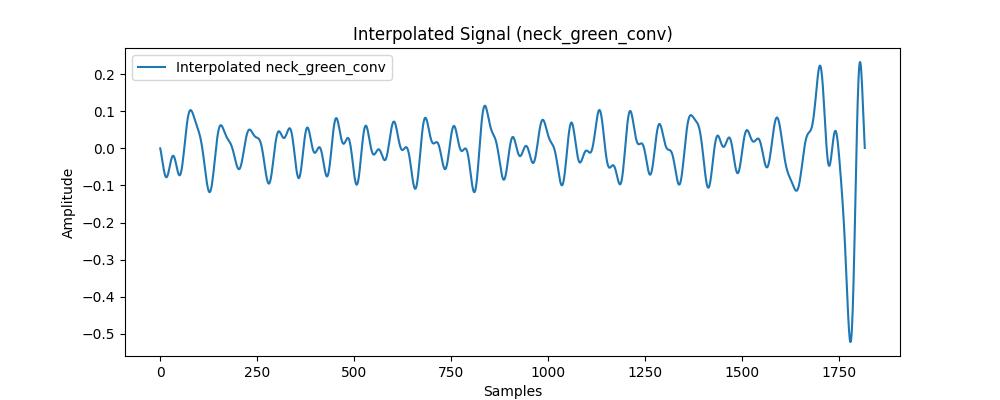 Interpolated Signal (neck_green_conv)
Interpolated neck_green_conv
0.2
0.1
0.0
−0.1
−0.2
−0.3
−0.4
−0.5
Amplitude
0 250 500 750 1000 1250 1500 1750
Samples